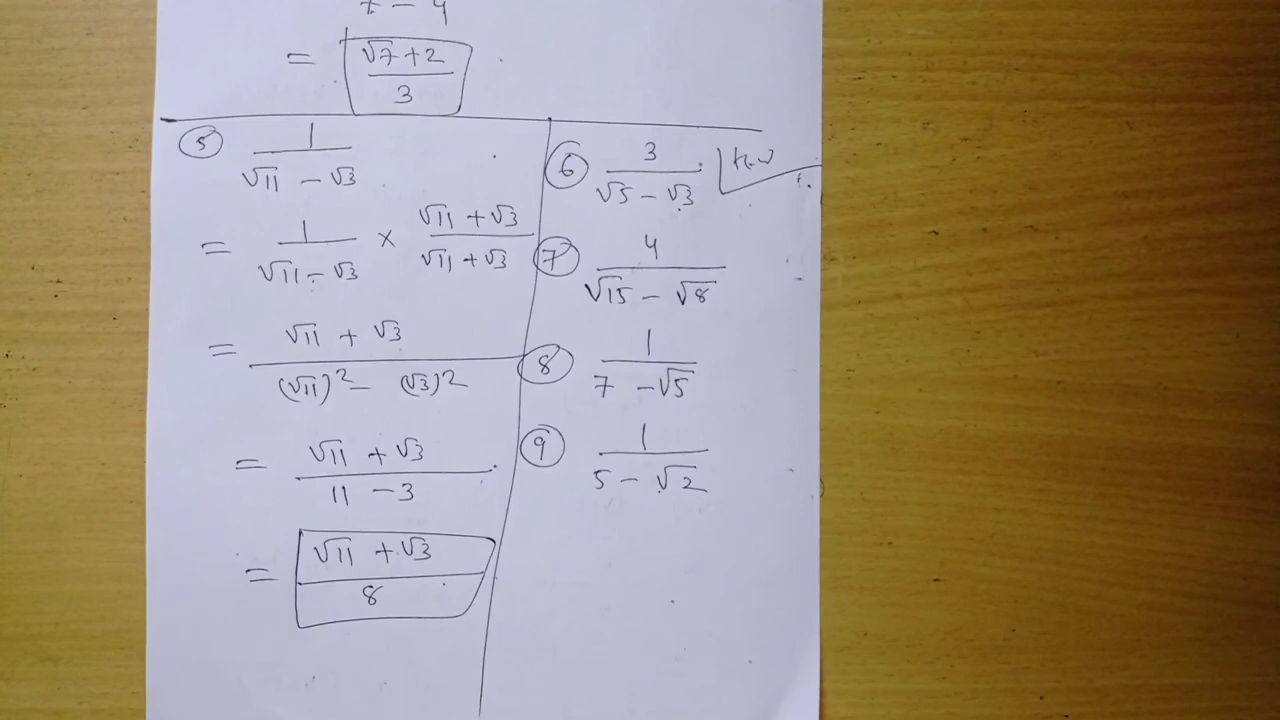 7 - 4
= √7 + 2 / 3
⑤ 1 / √11 - √3
= 1 / √11 - √3 × √11 + √3 / √11 + √3
= √11 + √3 / (√11)² - (√3)²
= √11 + √3 / 11 - 3
= √11 + √3 / 8
⑥ 3 / √5 - √3
⑦ 4 / √15 - √8
⑧ 1 / 7 - √5
⑨ 1 / 5 - √2